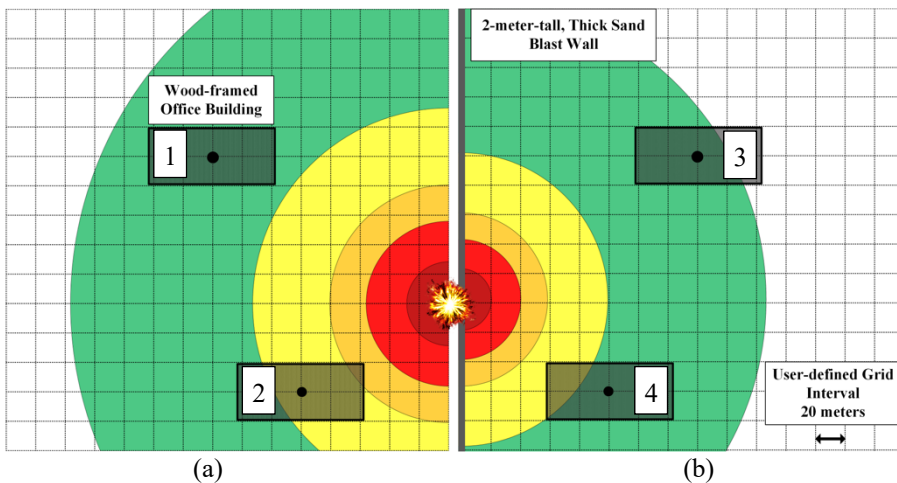 2-meter-tall, Thick Sand
Blast Wall
Wood-framed
Office Building
1
3
2
4
User-defined Grid
Interval
20 meters
(a)
(b)